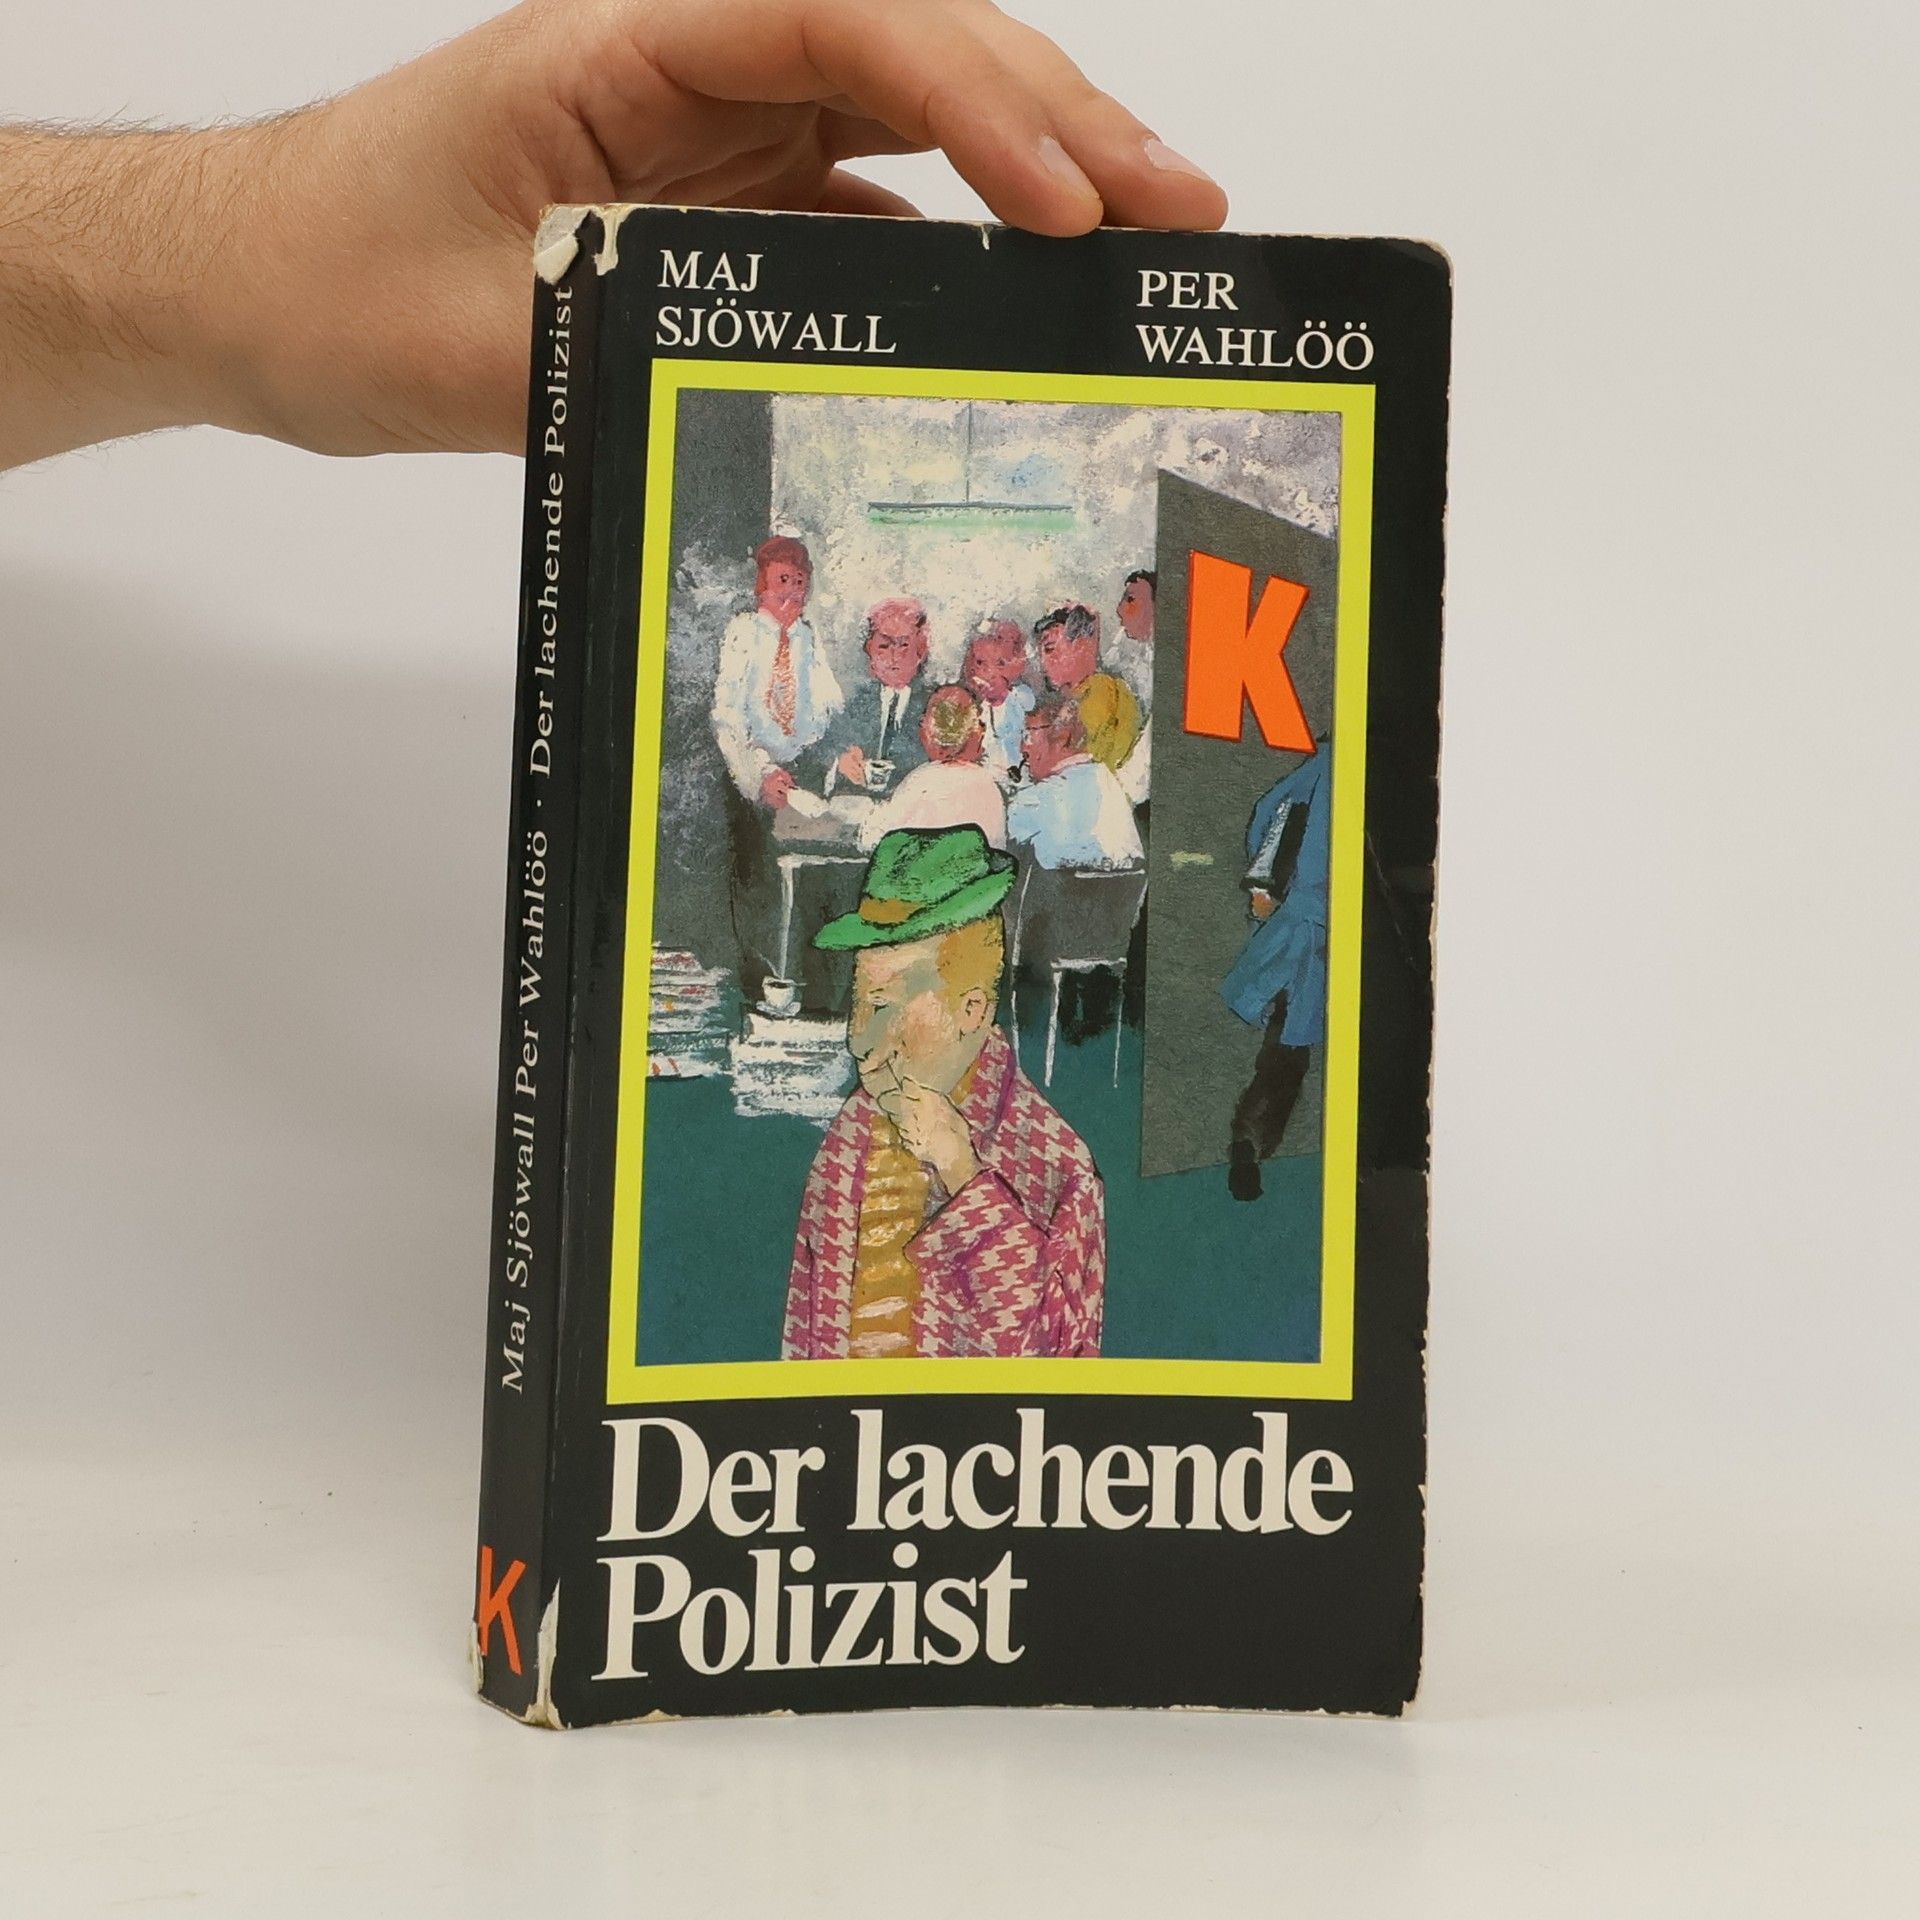 MAJ
SJÖWALL
PER
WAHLÖÖ
K
Der lachende
Polizist
Maj Sjöwall Per Wahlöö · Der lachende Polizist
K